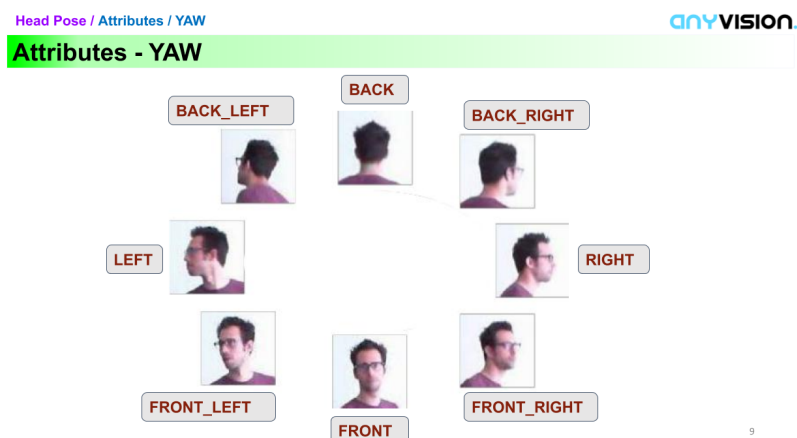 Head Pose / Attributes / YAW
anyvision.
Attributes - YAW
BACK
BACK_LEFT
BACK_RIGHT
LEFT
RIGHT
FRONT_LEFT
FRONT_RIGHT
FRONT
9